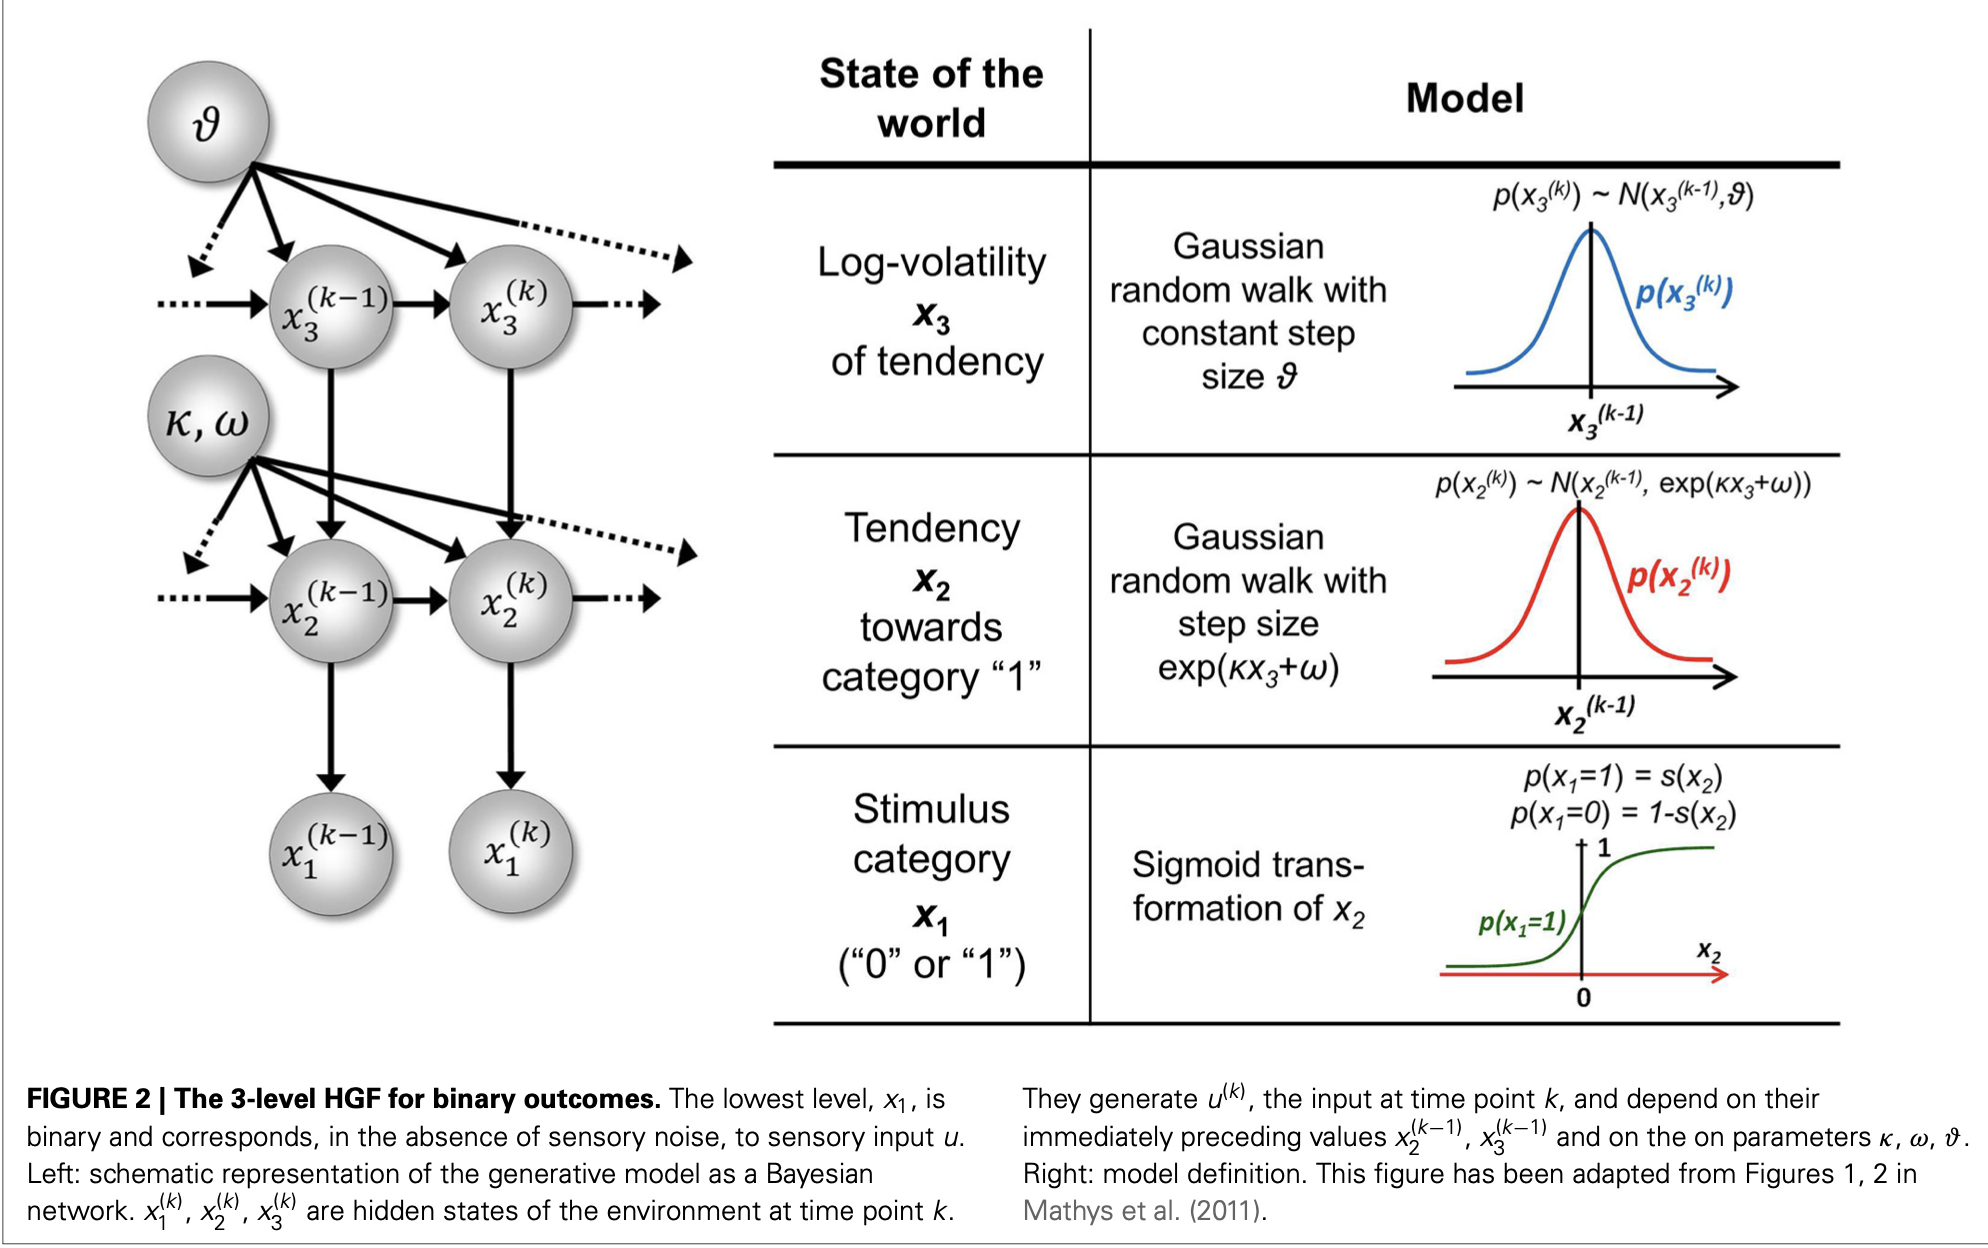 ϑ
x₃^(k−1)
x₃^(k)
κ, ω
x₂^(k−1)
x₂^(k)
x₁^(k−1)
x₁^(k)
State of the
world
Model
Log-volatility
x₃
of tendency
Gaussian
random walk with
constant step
size ϑ
p(x₃^(k)) ~ N(x₃^(k-1),ϑ)
p(x₃^(k))
x₃^(k-1)
Tendency
x₂
towards
category “1”
Gaussian
random walk with
step size
exp(κx₃+ω)
p(x₂^(k)) ~ N(x₂^(k-1), exp(κx₃+ω))
p(x₂^(k))
x₂^(k-1)
Stimulus
category
x₁
(“0” or “1”)
Sigmoid trans-
formation of x₂
p(x₁=1) = s(x₂)
p(x₁=0) = 1-s(x₂)
1
p(x₁=1)
x₂
0
FIGURE 2 | The 3-level HGF for binary outcomes. The lowest level, x₁, is
binary and corresponds, in the absence of sensory noise, to sensory input u.
Left: schematic representation of the generative model as a Bayesian
network. x₁^(k), x₂^(k), x₃^(k) are hidden states of the environment at time point k.
They generate u^(k), the input at time point k, and depend on their
immediately preceding values x₂^(k−1), x₃^(k−1) and on the on parameters κ, ω, ϑ.
Right: model definition. This figure has been adapted from Figures 1, 2 in
Mathys et al. (2011).